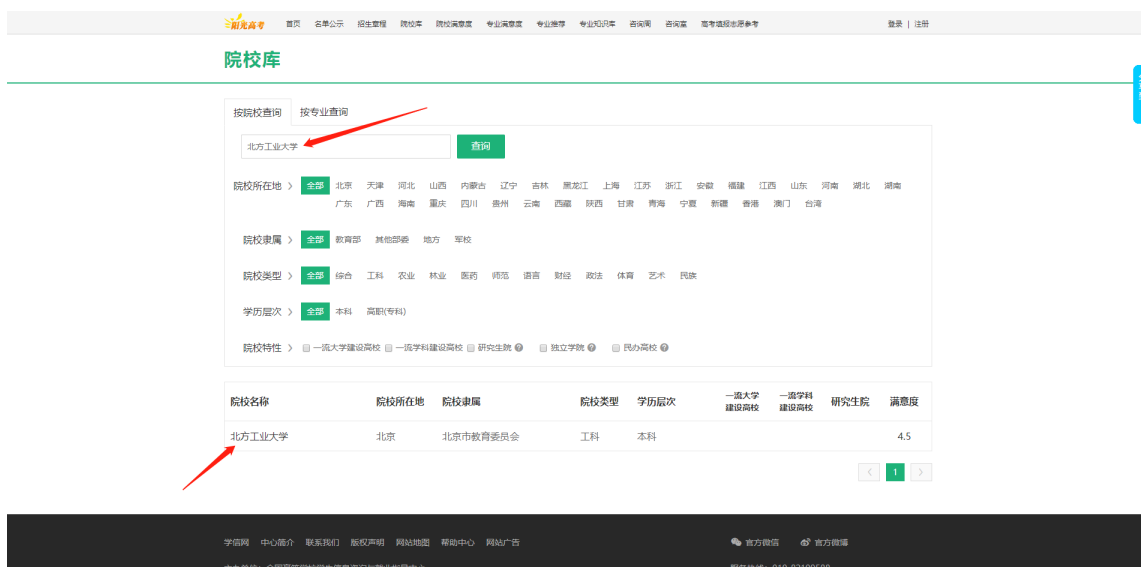 阳光高考 首页 名单公示 招生章程 院校库 院校满意度 专业满意度 专业推荐 专业知识库 咨询周 咨询室 高考填报志愿参考 登录 | 注册
院校库
按院校查询 按专业查询
北方工业大学 查询
院校所在地 > 全部 北京 天津 河北 山西 内蒙古 辽宁 吉林 黑龙江 上海 江苏 浙江 安徽 福建 江西 山东 河南 湖北 湖南
广东 广西 海南 重庆 四川 贵州 云南 西藏 陕西 甘肃 青海 宁夏 新疆 香港 澳门 台湾
院校隶属 > 全部 教育部 其他部委 地方 军校
院校类型 > 全部 综合 工科 农业 林业 医药 师范 语言 财经 政法 体育 艺术 民族
学历层次 > 全部 本科 高职(专科)
院校特性 > 一流大学建设高校 一流学科建设高校 研究生院 ? 独立学院 ? 民办高校 ?
院校名称 院校所在地 院校隶属 院校类型 学历层次 一流大学建设高校 一流学科建设高校 研究生院 满意度
北方工业大学 北京 北京市教育委员会 工科 本科 4.5
< 1 >
学信网 中心简介 联系我们 版权声明 网站地图 帮助中心 网站广告 官方微信 官方微博